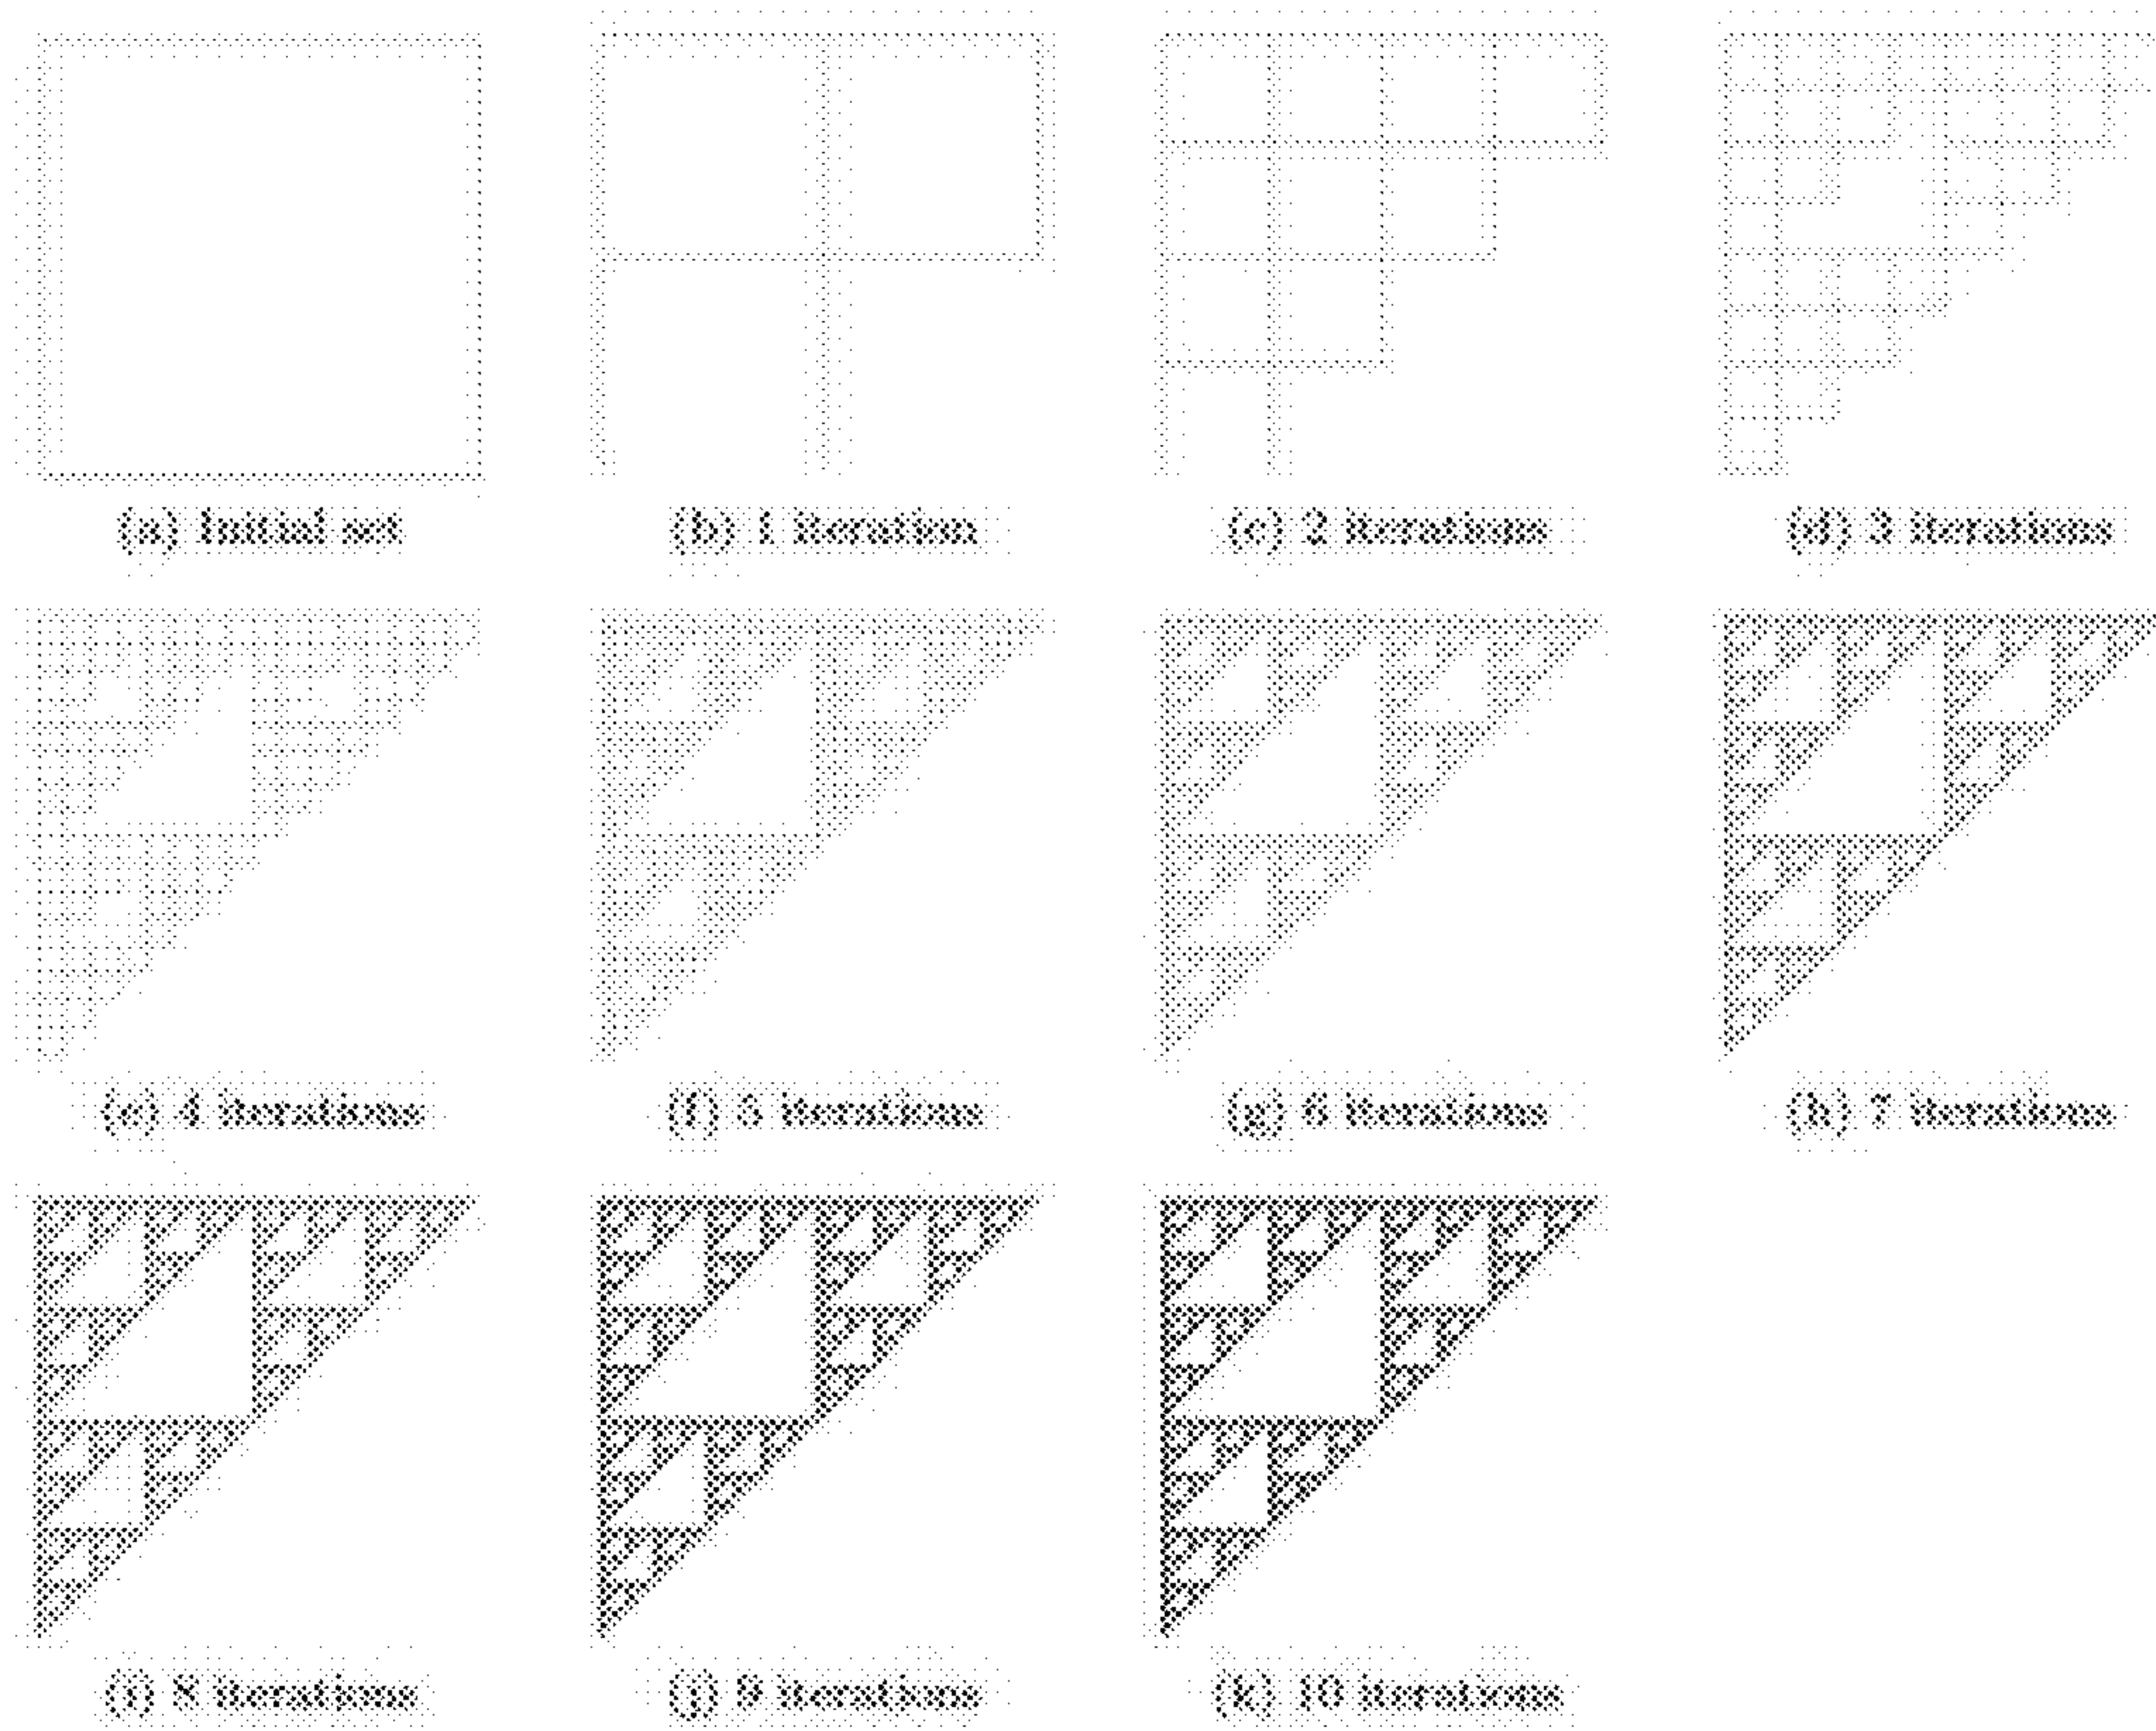 (a) Initial set
(b) 1 iteration
(c) 2 iterations
(d) 3 iterations
(e) 4 iterations
(f) 5 iterations
(g) 6 iterations
(h) 7 iterations
(i) 8 iterations
(j) 9 iterations
(k) 10 iterations